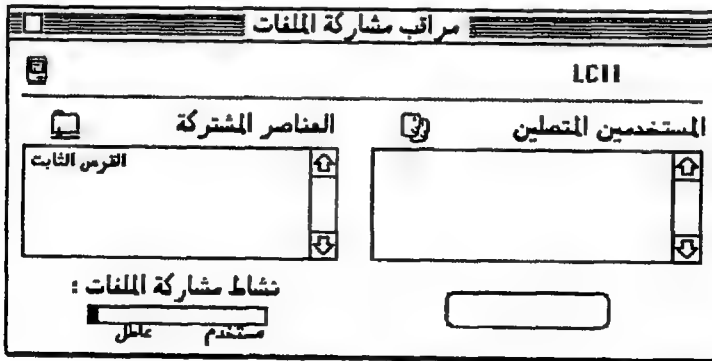 مراقب مشاركة الملفات
LCII
المستخدمين المتصلين
العناصر المشتركة
القرص الثابت
نشاط مشاركة الملفات :
مستخدم عاطل